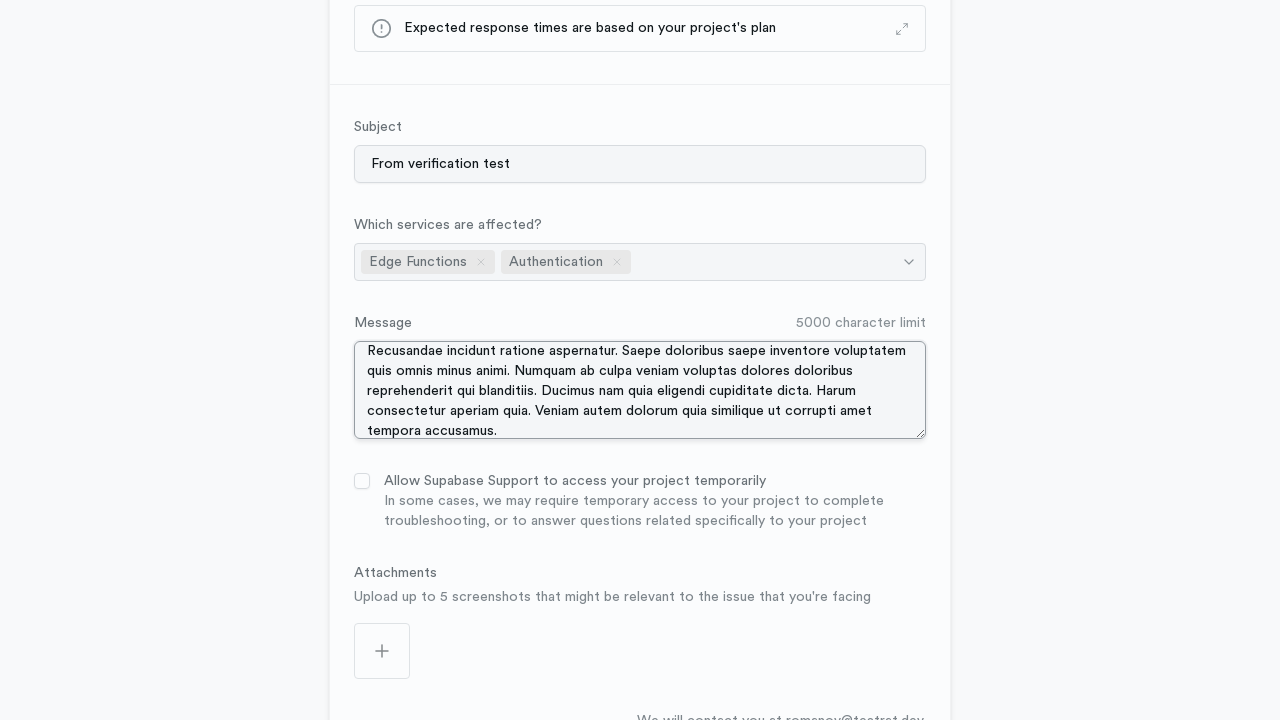 Expected response times are based on your project's plan
Subject
From verification test
Which services are affected?
Edge Functions
Authentication
Message
5000 character limit
Recusandae incidunt ratione aspernatur. Saepe doloribus saepe inventore voluptatem
quis omnis minus animi. Numquam ab culpa veniam voluptas dolores doloribus
reprehenderit qui blanditiis. Ducimus nam quia eligendi cupiditate dicta. Harum
consectetur aperiam quia. Veniam autem dolorum quia similique ut corrupti amet
tempora accusamus.
Allow Supabase Support to access your project temporarily
In some cases, we may require temporary access to your project to complete
troubleshooting, or to answer questions related specifically to your project
Attachments
Upload up to 5 screenshots that might be relevant to the issue that you're facing
We will contact you at